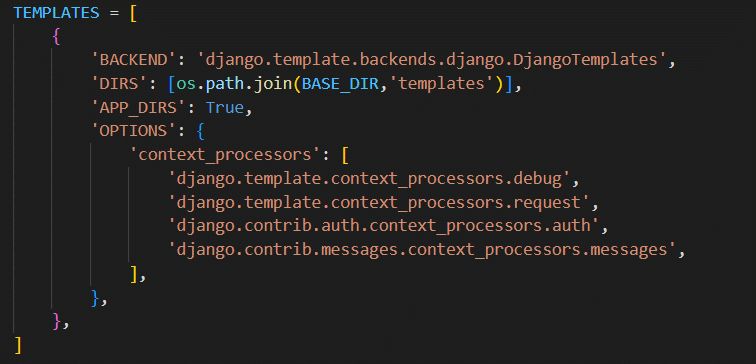 TEMPLATES = [
    {
        'BACKEND': 'django.template.backends.django.DjangoTemplates',
        'DIRS': [os.path.join(BASE_DIR,'templates')],
        'APP_DIRS': True,
        'OPTIONS': {
            'context_processors': [
                'django.template.context_processors.debug',
                'django.template.context_processors.request',
                'django.contrib.auth.context_processors.auth',
                'django.contrib.messages.context_processors.messages',
            ],
        },
    },
]